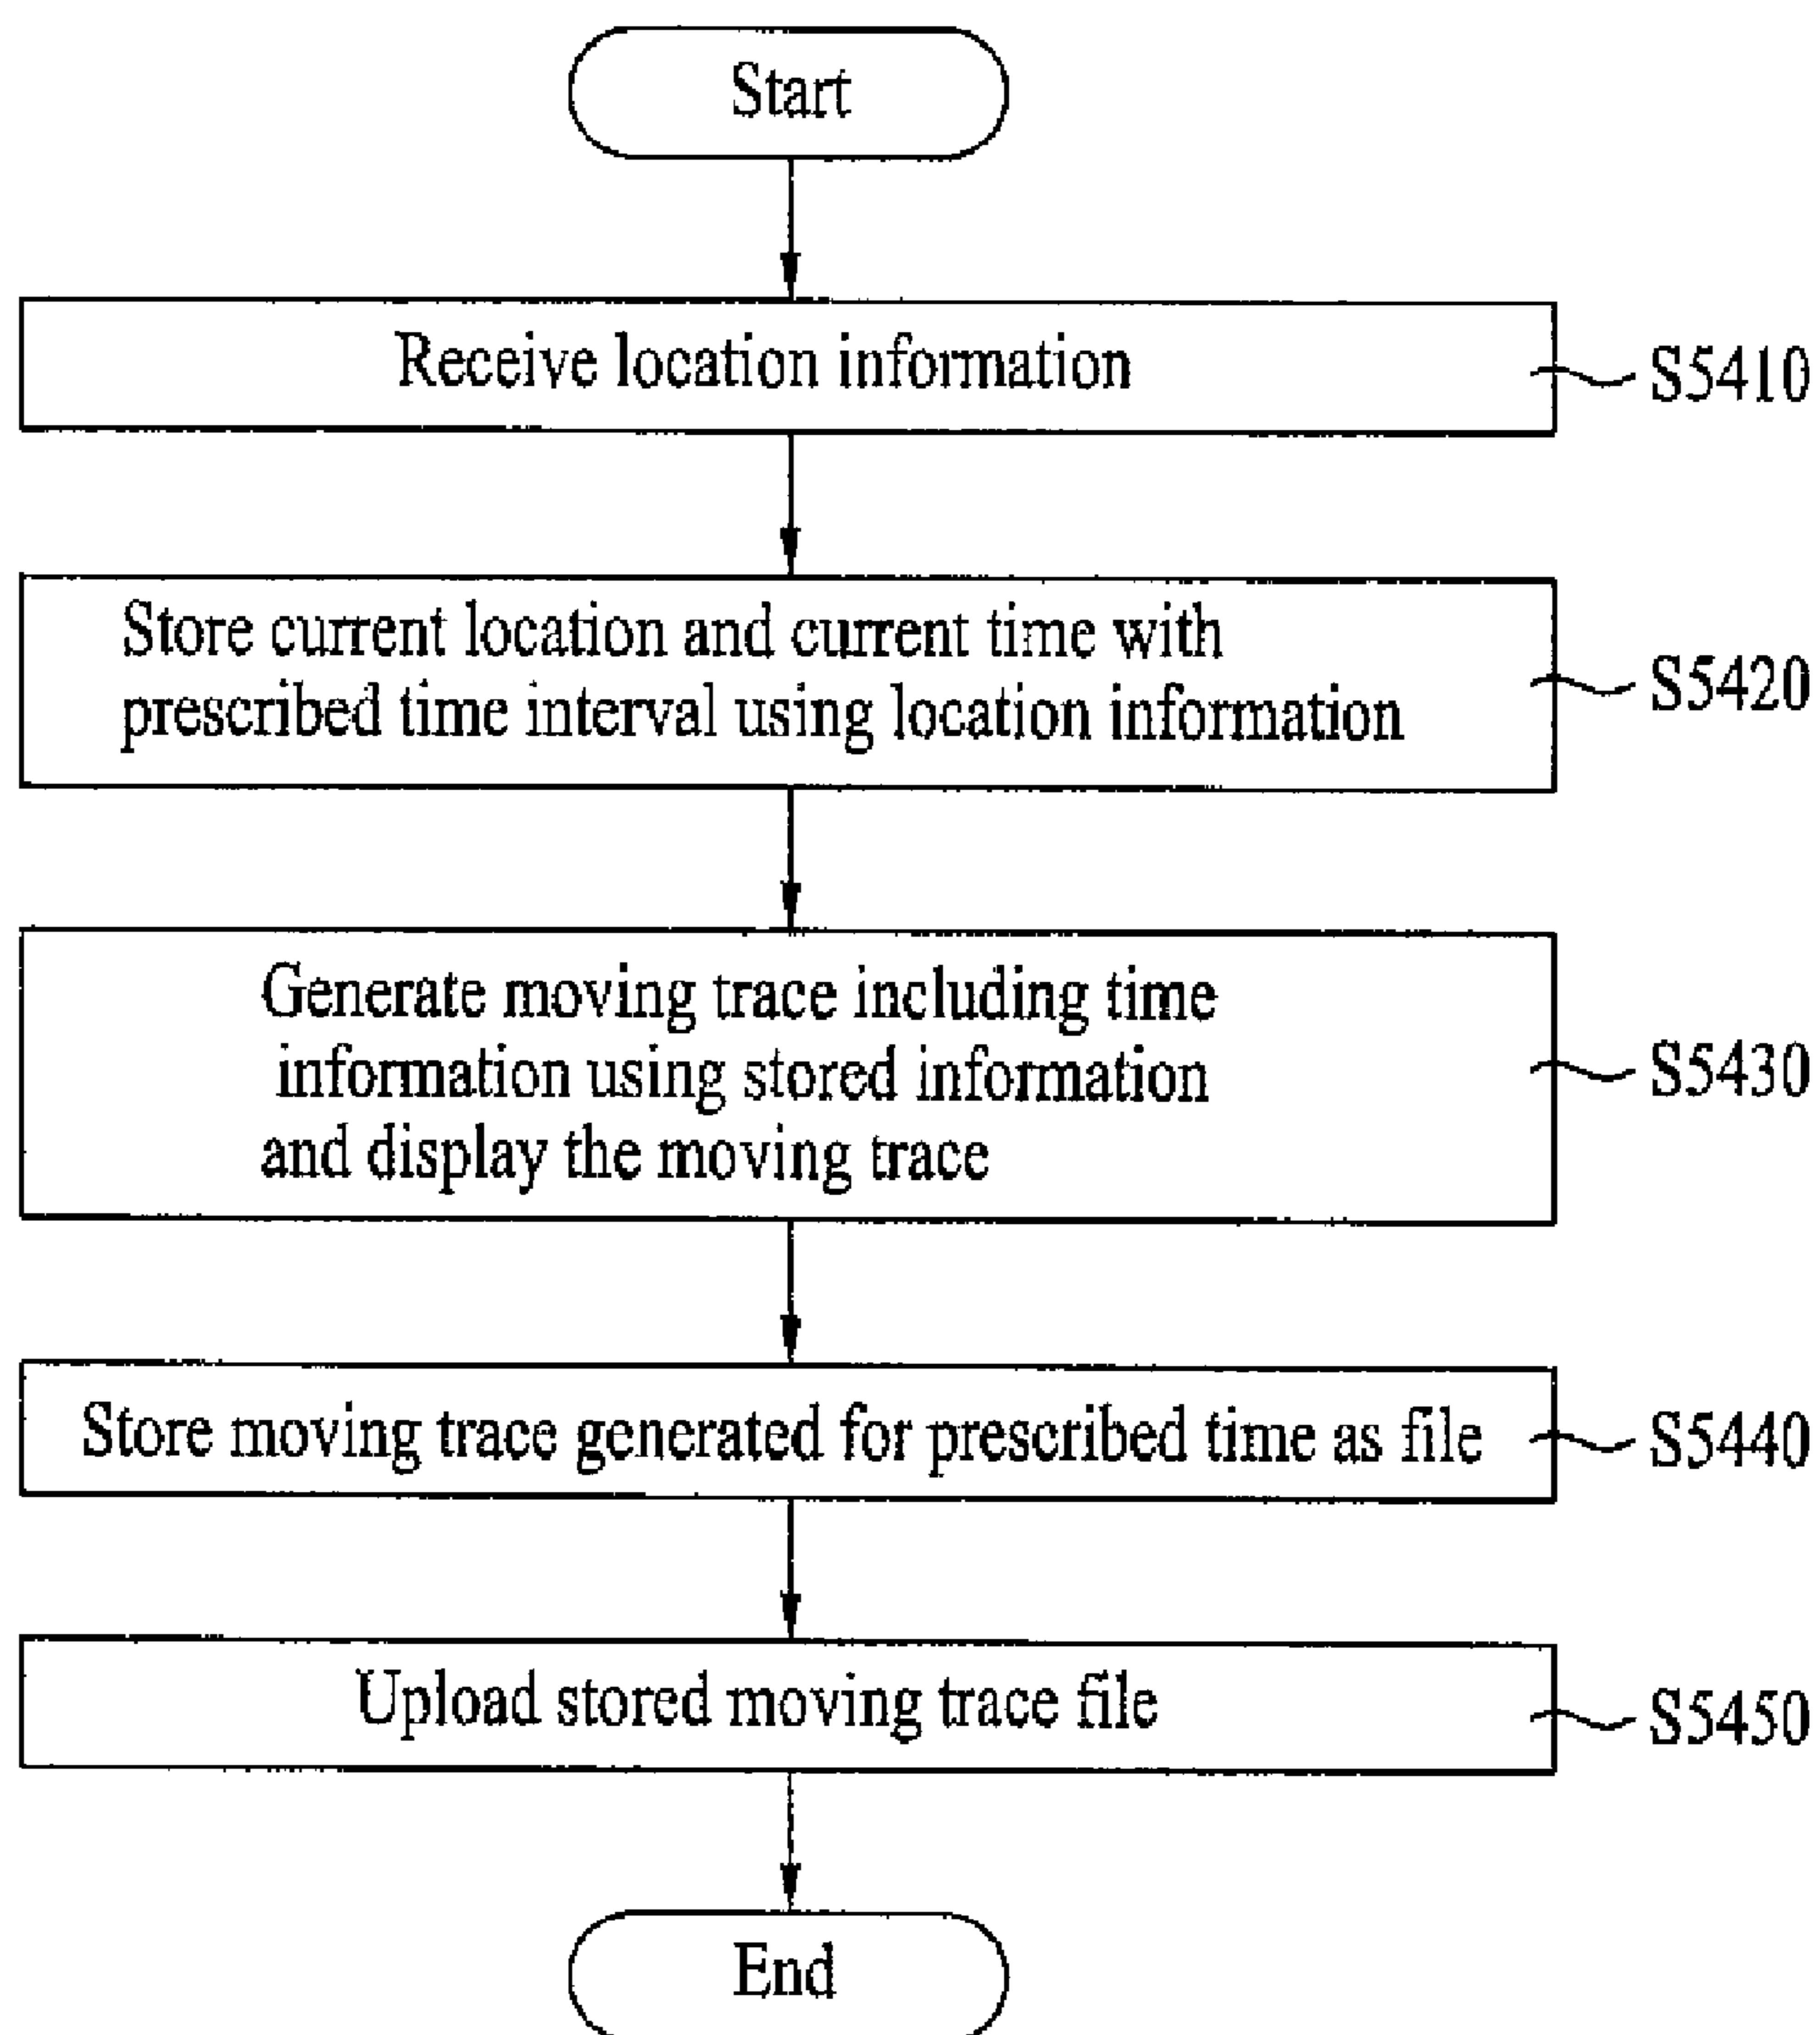 Start
Receive location information
S5410
Store current location and current time with
prescribed time interval using location information
S5420
Generate moving trace including time
information using stored information
and display the moving trace
S5430
Store moving trace generated for prescribed time as file
S5440
Upload stored moving trace file
S5450
End